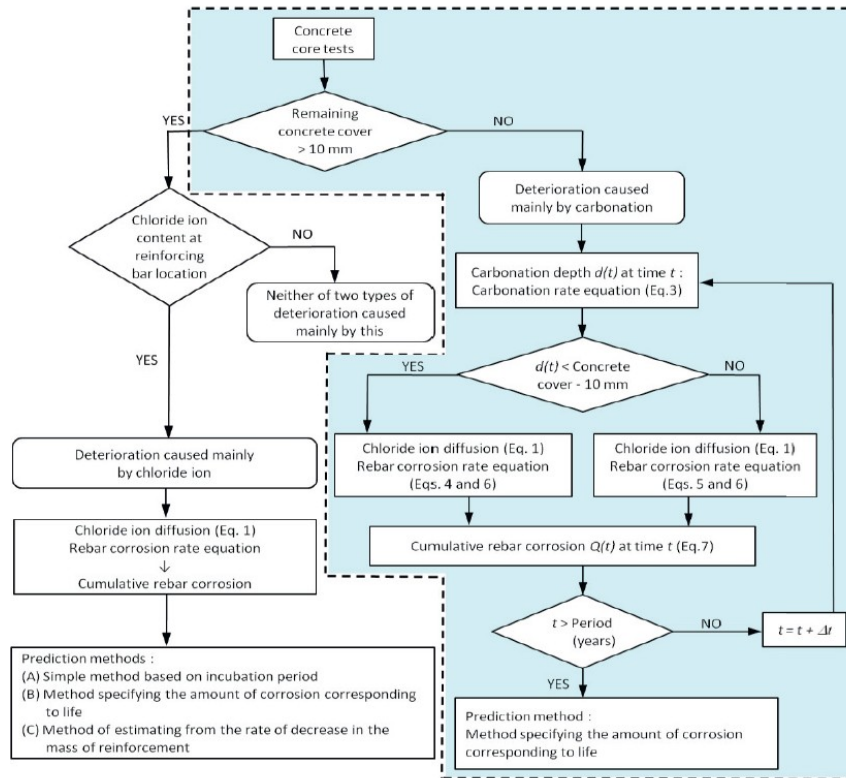 Concrete
core tests
Remaining
concrete cover
> 10 mm
YES
NO
Chloride ion
content at
reinforcing
bar location
NO
YES
Neither of two types of
deterioration caused
mainly by this
Deterioration caused mainly
by chloride ion
Chloride ion diffusion (Eq. 1)
Rebar corrosion rate equation
↓
Cumulative rebar corrosion
Prediction methods :
(A) Simple method based on incubation period
(B) Method specifying the amount of corrosion corresponding
to life
(C) Method of estimating from the rate of decrease in the
mass of reinforcement
Deterioration caused
mainly by carbonation
Carbonation depth d(t) at time t :
Carbonation rate equation (Eq.3)
d(t) < Concrete
cover - 10 mm
YES
NO
Chloride ion diffusion (Eq. 1)
Rebar corrosion rate equation
(Eqs. 4 and 6)
Chloride ion diffusion (Eq. 1)
Rebar corrosion rate equation
(Eqs. 5 and 6)
Cumulative rebar corrosion Q(t) at time t (Eq.7)
t > Period
(years)
NO
t = t + Δt
YES
Prediction method :
Method specifying the amount of corrosion
corresponding to life